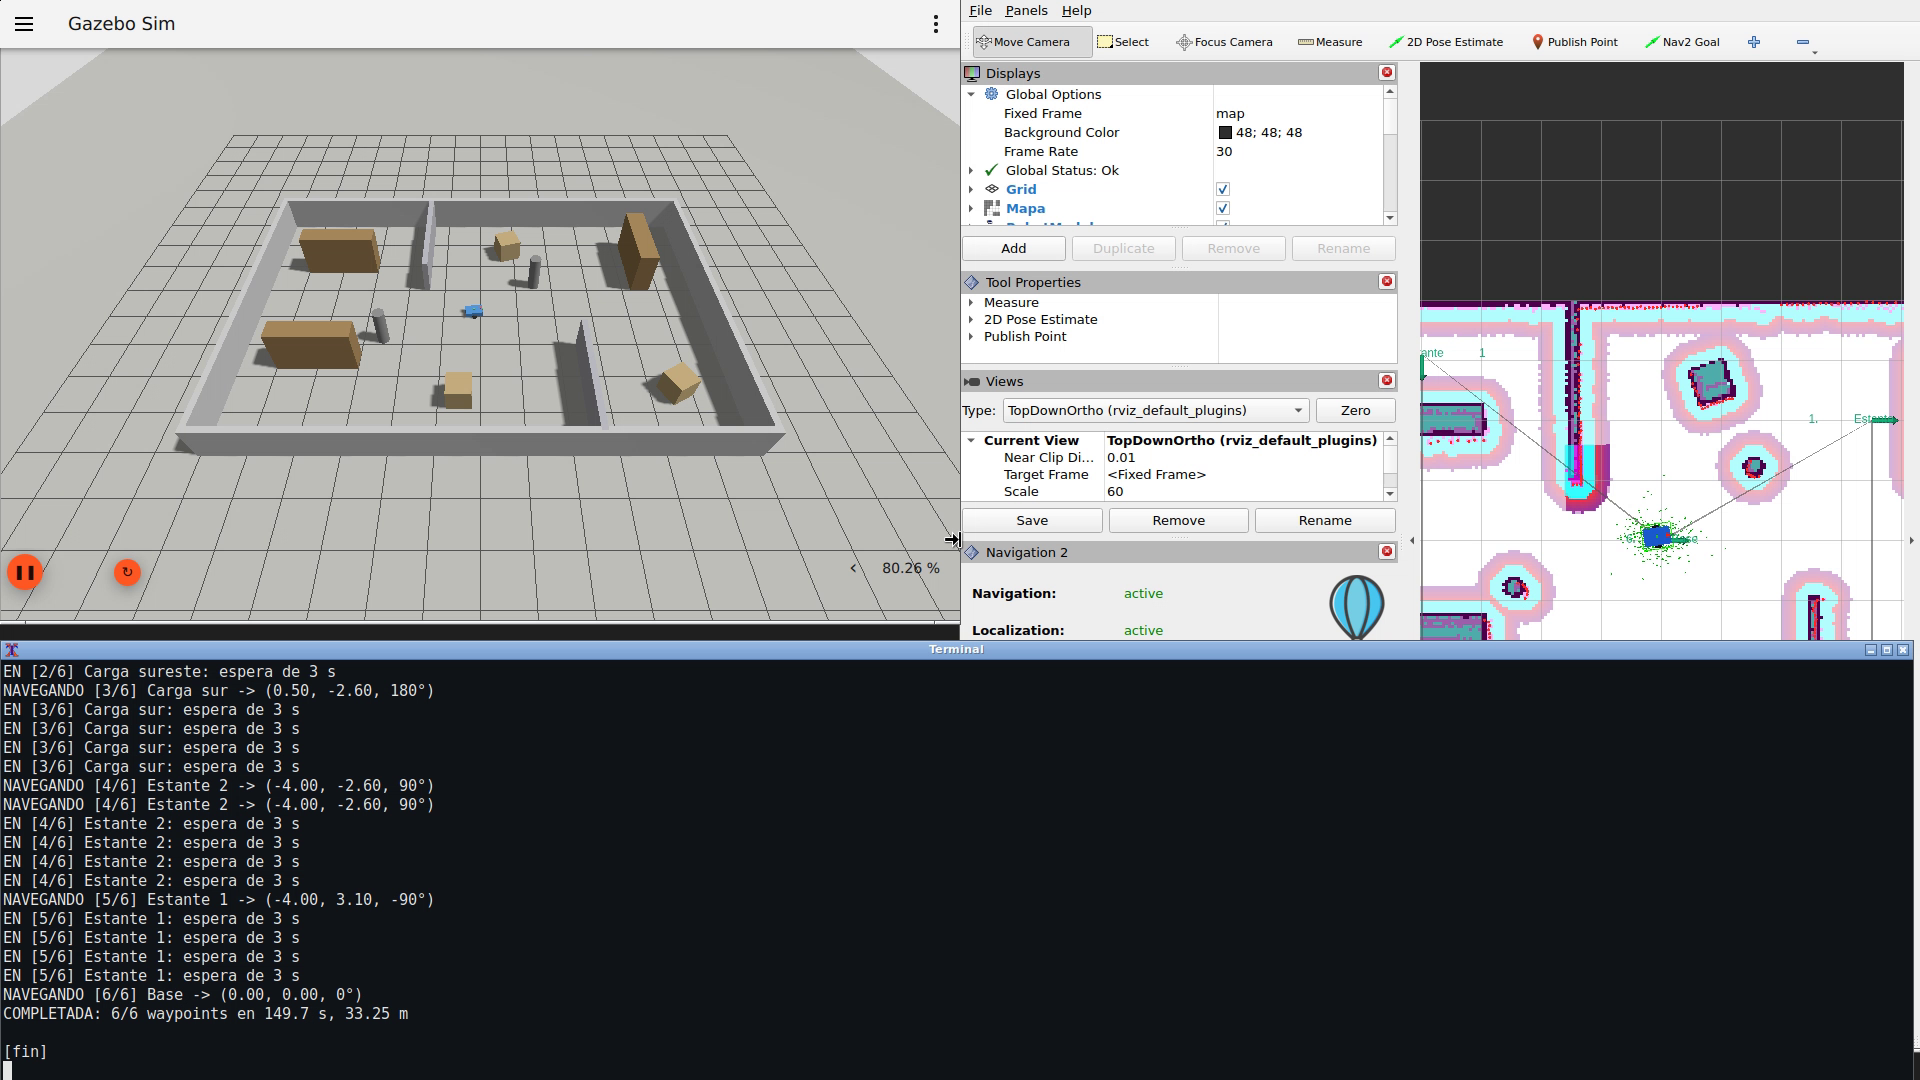 Gazebo Sim
80.26 %
File Panels Help
Move Camera Select Focus Camera Measure 2D Pose Estimate Publish Point Nav2 Goal
Displays
Global Options
Fixed Frame map
Background Color 48; 48; 48
Frame Rate 30
Global Status: Ok
Grid
Mapa
Add Duplicate Remove Rename
Tool Properties
Measure
2D Pose Estimate
Publish Point
Views
Type: TopDownOrtho (rviz_default_plugins) Zero
Current View TopDownOrtho (rviz_default_plugins)
Near Clip Di... 0.01
Target Frame <Fixed Frame>
Scale 60
Save Remove Rename
Navigation 2
Navigation: active
Localization: active
ante 1
1. Estante
Terminal
EN [2/6] Carga sureste: espera de 3 s
NAVEGANDO [3/6] Carga sur -> (0.50, -2.60, 180°)
EN [3/6] Carga sur: espera de 3 s
EN [3/6] Carga sur: espera de 3 s
EN [3/6] Carga sur: espera de 3 s
EN [3/6] Carga sur: espera de 3 s
NAVEGANDO [4/6] Estante 2 -> (-4.00, -2.60, 90°)
NAVEGANDO [4/6] Estante 2 -> (-4.00, -2.60, 90°)
EN [4/6] Estante 2: espera de 3 s
EN [4/6] Estante 2: espera de 3 s
EN [4/6] Estante 2: espera de 3 s
EN [4/6] Estante 2: espera de 3 s
NAVEGANDO [5/6] Estante 1 -> (-4.00, 3.10, -90°)
EN [5/6] Estante 1: espera de 3 s
EN [5/6] Estante 1: espera de 3 s
EN [5/6] Estante 1: espera de 3 s
EN [5/6] Estante 1: espera de 3 s
NAVEGANDO [6/6] Base -> (0.00, 0.00, 0°)
COMPLETADA: 6/6 waypoints en 149.7 s, 33.25 m
[fin]